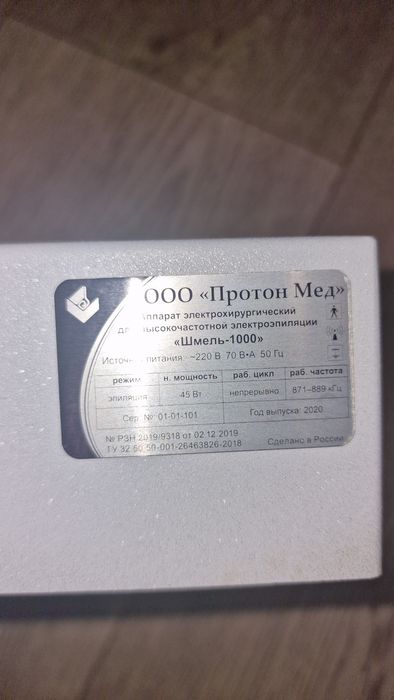 ООО «Протон Мед»
Аппарат электрохирургический
для высокочастотной электроэпиляции
«Шмель-1000»
Источник питания ~220 В 70 В•А 50 Гц
режим н. мощность раб. цикл раб. частота
эпиляция 45 Вт непрерывно 871–889 кГц
Сер. №: 01-01-101 Год выпуска: 2020
№ РЗН 2019/9318 от 02.12.2019
ТУ 32.50.50-001-26463826-2018 Сделано в России